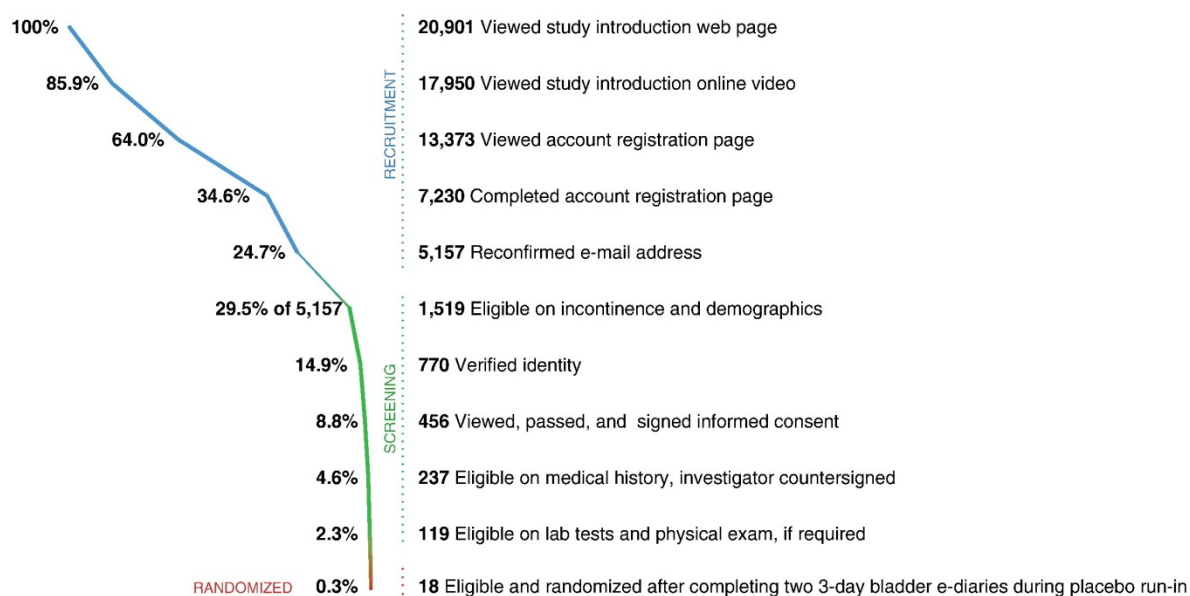 100% 20,901 Viewed study introduction web page
85.9% 17,950 Viewed study introduction online video
64.0% 13,373 Viewed account registration page
34.6% 7,230 Completed account registration page
24.7% 5,157 Reconfirmed e-mail address
RECRUITMENT
29.5% of 5,157 1,519 Eligible on incontinence and demographics
14.9% 770 Verified identity
8.8% 456 Viewed, passed, and signed informed consent
4.6% 237 Eligible on medical history, investigator countersigned
2.3% 119 Eligible on lab tests and physical exam, if required
SCREENING
RANDOMIZED 0.3% 18 Eligible and randomized after completing two 3-day bladder e-diaries during placebo run-in